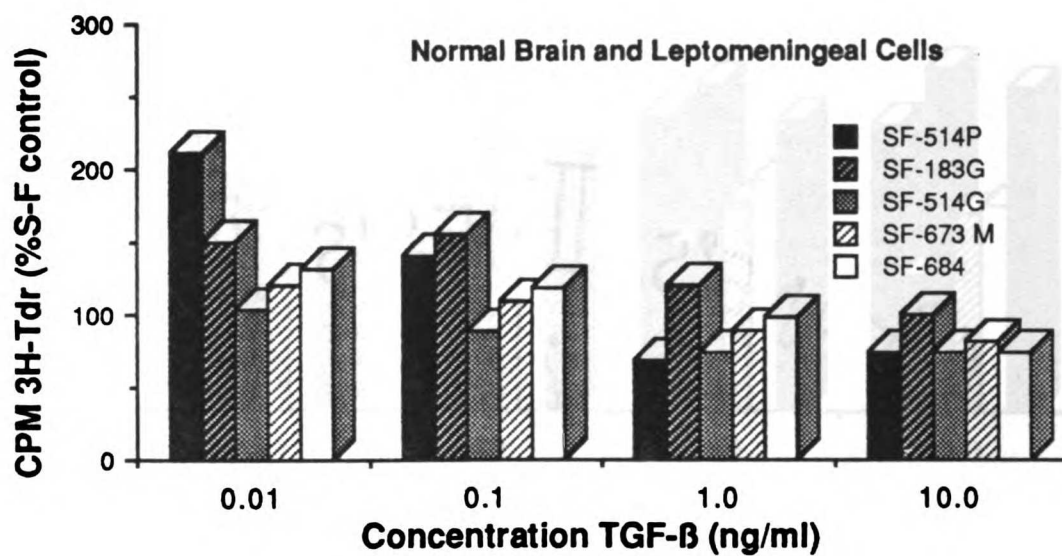 300
Normal Brain and Leptomeningeal Cells
SF-514P
SF-183G
SF-514G
SF-673 M
SF-684
200
100
0
CPM 3H-Tdr (%S-F control)
0.01 0.1 1.0 10.0
Concentration TGF-ß (ng/ml)